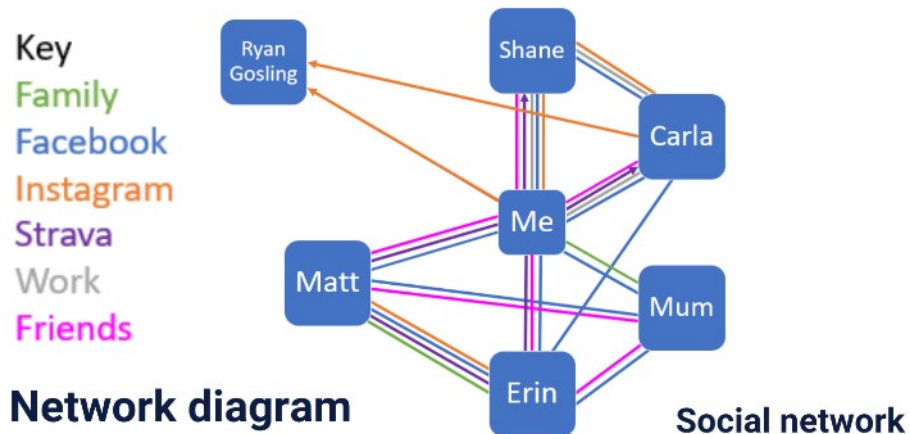 Key
Family
Facebook
Instagram
Strava
Work
Friends
Ryan
Gosling
Shane
Carla
Me
Matt
Mum
Erin
Network diagram
Social network